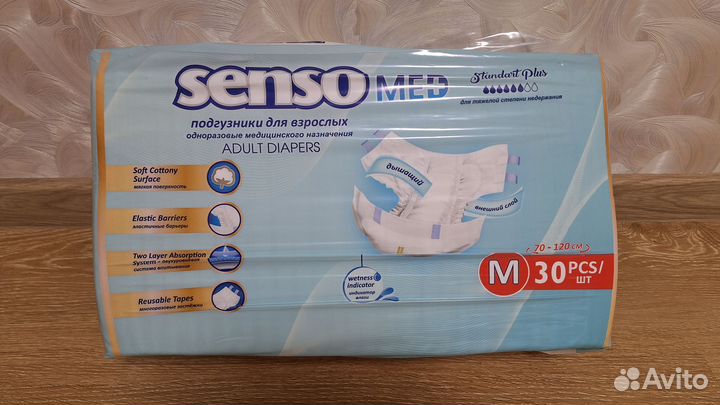 senso MED
Standart Plus
для тяжелой степени недержания
подгузники для взрослых
одноразовые медицинского назначения
ADULT DIAPERS
Soft Cottony
Surface
мягкая поверхность
Elastic Barriers
эластичные барьеры
Two Layer Absorption
System - двухуровневая
система впитывания
Reusable Tapes
многоразовые застёжки
дышащий
внешний слой
wetness
indicator
индикатор
влаги
70 - 120 см
M 30 PCS/
шт
Avito